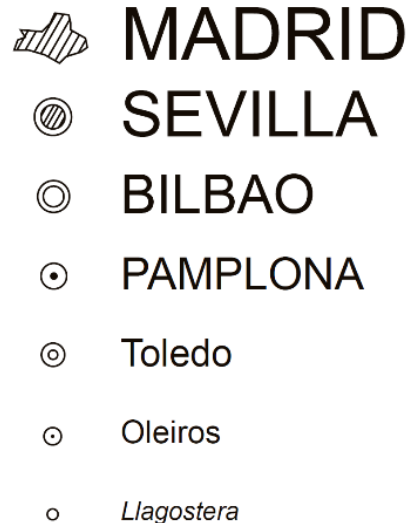 MADRID
SEVILLA
BILBAO
PAMPLONA
Toledo
Oleiros
Llagostera